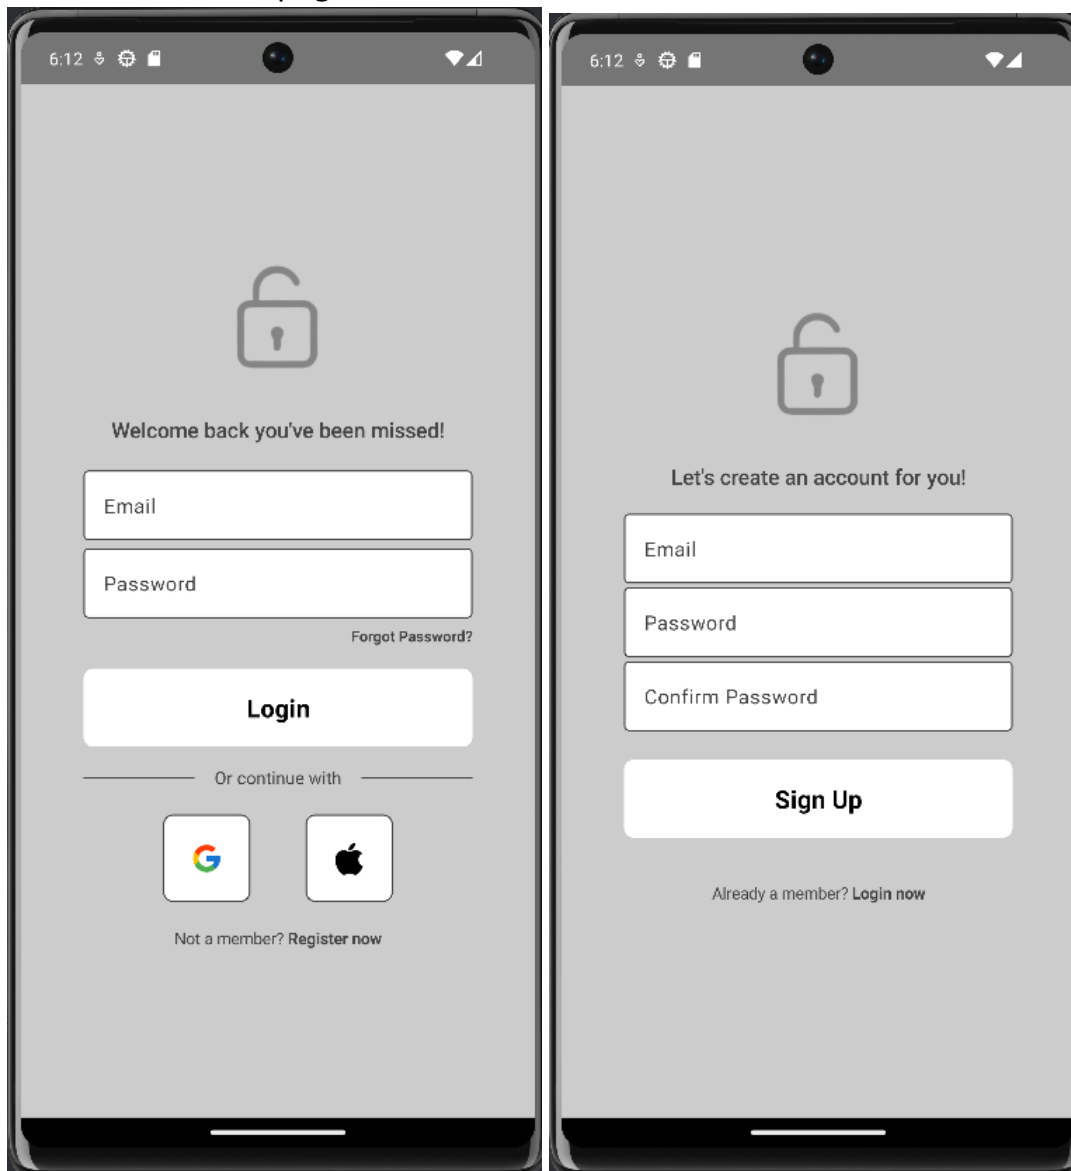 6:12
Welcome back you've been missed!
Email
Password
Forgot Password?
Login
Or continue with
Not a member? Register now
6:12
Let's create an account for you!
Email
Password
Confirm Password
Sign Up
Already a member? Login now